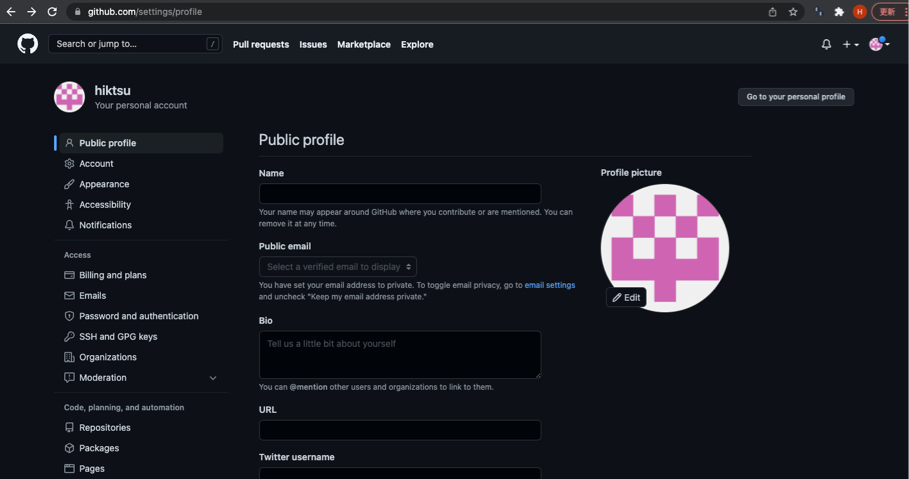 github.com/settings/profile
H
更新
Search or jump to...
/
Pull requests
Issues
Marketplace
Explore
hiktsu
Your personal account
Go to your personal profile
Public profile
Account
Appearance
Accessibility
Notifications
Access
Billing and plans
Emails
Password and authentication
SSH and GPG keys
Organizations
Moderation
Code, planning, and automation
Repositories
Packages
Pages
Public profile
Name
Your name may appear around GitHub where you contribute or are mentioned. You can
remove it at any time.
Public email
Select a verified email to display
You have set your email address to private. To toggle email privacy, go to email settings
and uncheck "Keep my email address private."
Bio
Tell us a little bit about yourself
You can @mention other users and organizations to link to them.
URL
Twitter username
Profile picture
Edit